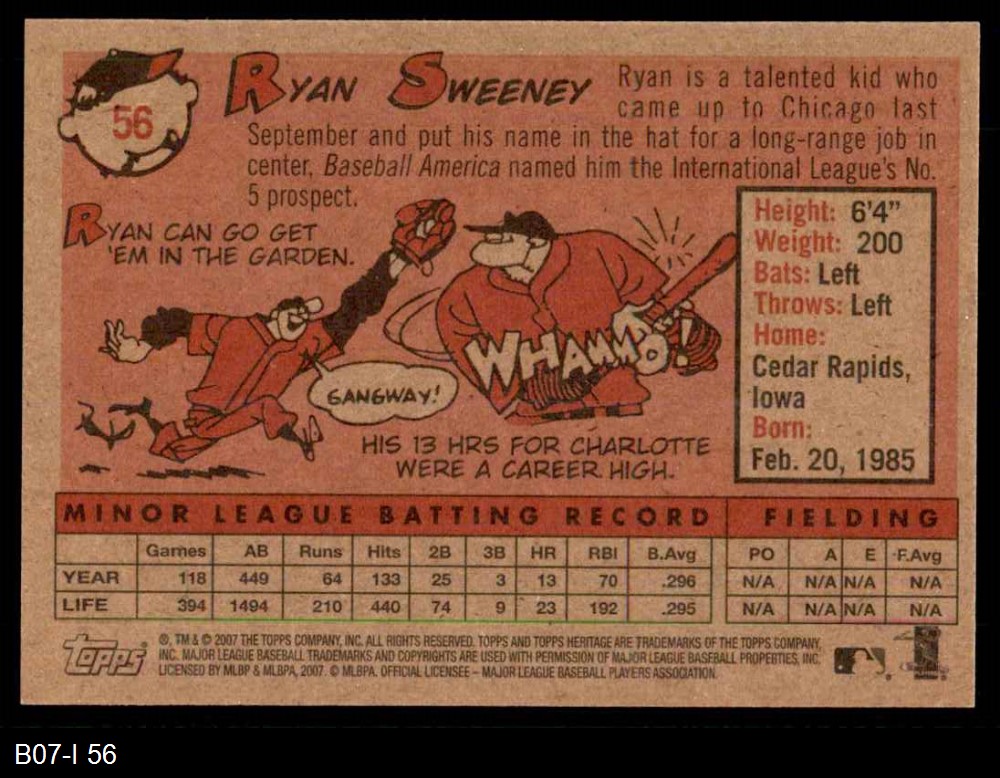 56
RYAN SWEENEY
Ryan is a talented kid who
came up to Chicago last
September and put his name in the hat for a long-range job in
center. Baseball America named him the International League's No.
5 prospect.
RYAN CAN GO GET
'EM IN THE GARDEN.
GANGWAY!
WHAMMO!
HIS 13 HRS FOR CHARLOTTE
WERE A CAREER HIGH.
Height: 6'4"
Weight: 200
Bats: Left
Throws: Left
Home:
Cedar Rapids,
Iowa
Born:
Feb. 20, 1985
MINOR LEAGUE BATTING RECORD FIELDING
Games AB Runs Hits 2B 3B HR RBI B.Avg PO A E F.Avg
YEAR 118 449 64 133 25 3 13 70 .296 N/A N/A N/A N/A
LIFE 394 1494 210 440 74 9 23 192 .295 N/A N/A N/A N/A
Topps
®, TM & © 2007 THE TOPPS COMPANY, INC. ALL RIGHTS RESERVED. TOPPS AND TOPPS HERITAGE ARE TRADEMARKS OF THE TOPPS COMPANY,
INC. MAJOR LEAGUE BASEBALL TRADEMARKS AND COPYRIGHTS ARE USED WITH PERMISSION OF MAJOR LEAGUE BASEBALL PROPERTIES, INC.
LICENSED BY MLBP & MLBPA, 2007. © MLBPA. OFFICIAL LICENSEE – MAJOR LEAGUE BASEBALL PLAYERS ASSOCIATION.
B07-I 56